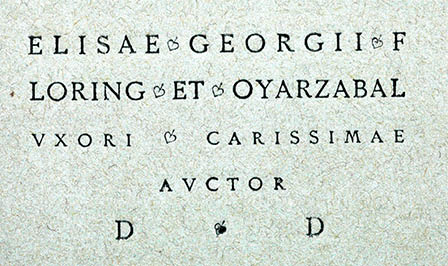 ELISAE ❧ GEORGII ❧ F
LORING ❧ ET ❧ OYARZABAL
VXORI ❧ CARISSIMAE
AVCTOR
D ❧ D